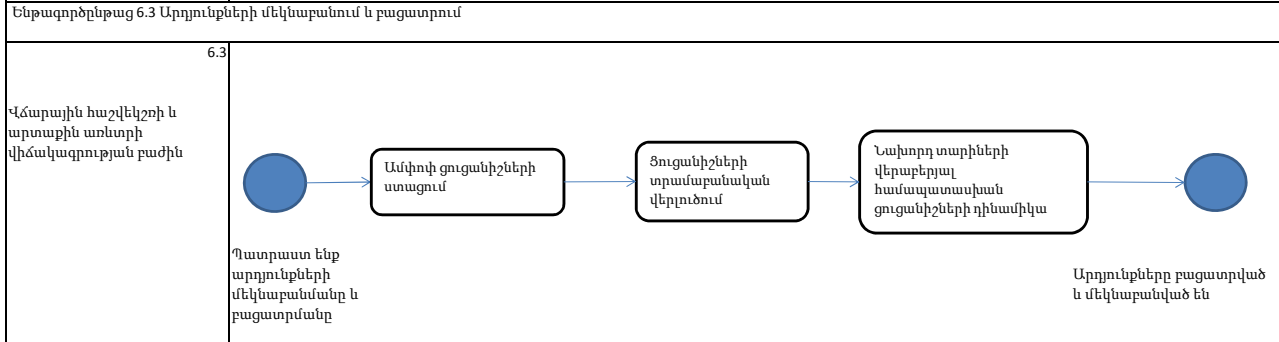 Ենթագործընթաց 6.3 Արդյունքների մեկնաբանում և բացատրում
6.3
Վճարային հաշվեկշռի և
արտաքին առևտրի
վիճակագրության բաժին
Ամփոփ ցուցանիշների
ստացում
Ցուցանիշների
տրամաբանական
վերլուծում
Նախորդ տարիների
վերաբերյալ
համապատասխան
ցուցանիշների դինամիկա
Պատրաստ ենք
արդյունքների
մեկնաբանմանը և
բացատրմանը
Արդյունքները բացատրված
և մեկնաբանված են